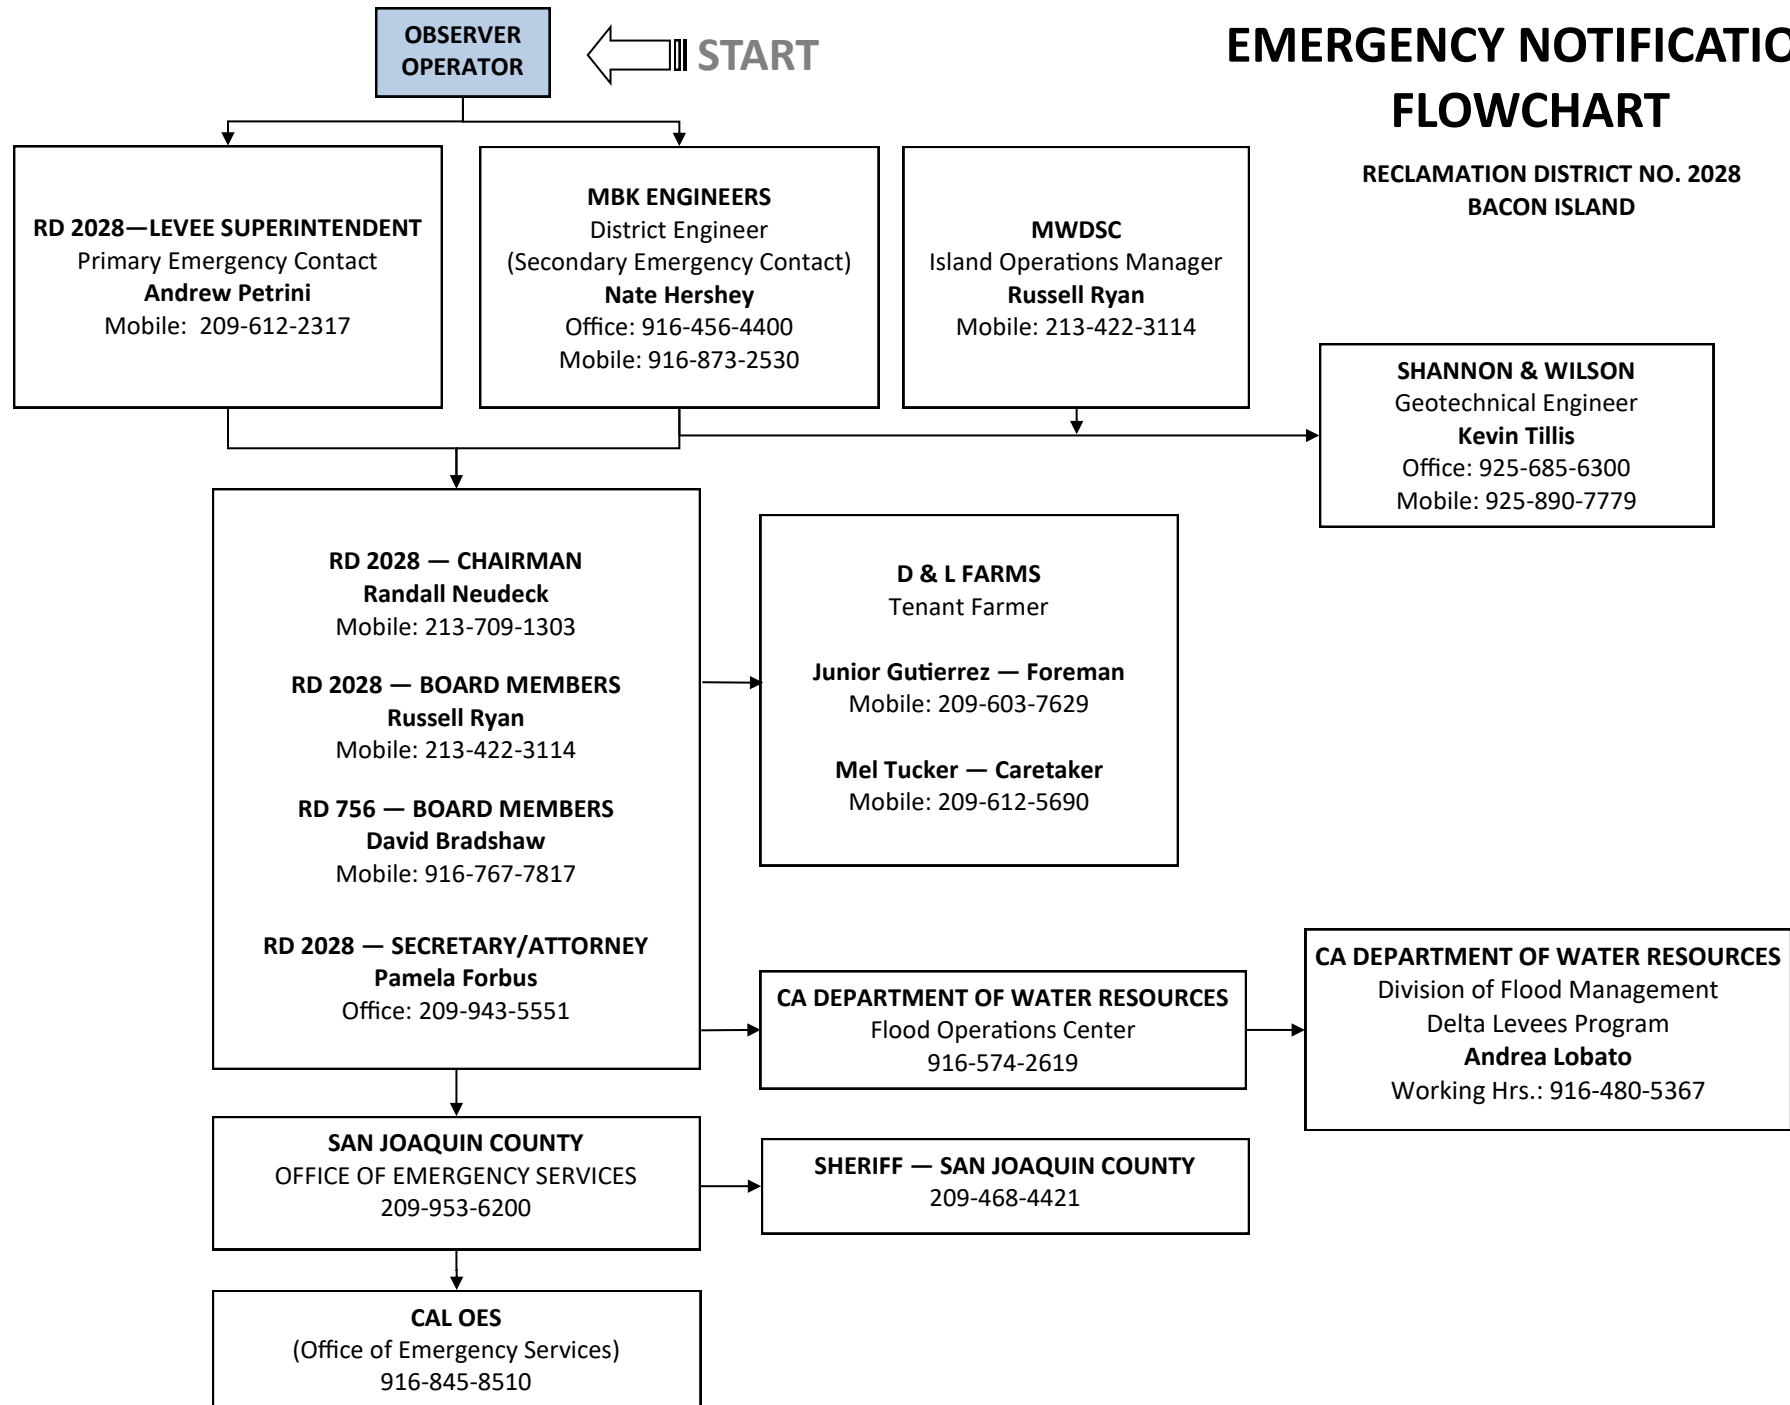 OBSERVER
OPERATOR
START
EMERGENCY NOTIFICATIO
FLOWCHART
RECLAMATION DISTRICT NO. 2028
BACON ISLAND
RD 2028—LEVEE SUPERINTENDENT
Primary Emergency Contact
Andrew Petrini
Mobile:  209-612-2317
MBK ENGINEERS
District Engineer
(Secondary Emergency Contact)
Nate Hershey
Office: 916-456-4400
Mobile: 916-873-2530
MWDSC
Island Operations Manager
Russell Ryan
Mobile: 213-422-3114
SHANNON & WILSON
Geotechnical Engineer
Kevin Tillis
Office: 925-685-6300
Mobile: 925-890-7779
RD 2028 — CHAIRMAN
Randall Neudeck
Mobile: 213-709-1303
RD 2028 — BOARD MEMBERS
Russell Ryan
Mobile: 213-422-3114
RD 756 — BOARD MEMBERS
David Bradshaw
Mobile: 916-767-7817
RD 2028 — SECRETARY/ATTORNEY
Pamela Forbus
Office: 209-943-5551
D & L FARMS
Tenant Farmer
Junior Gutierrez — Foreman
Mobile: 209-603-7629
Mel Tucker — Caretaker
Mobile: 209-612-5690
CA DEPARTMENT OF WATER RESOURCES
Flood Operations Center
916-574-2619
CA DEPARTMENT OF WATER RESOURCES
Division of Flood Management
Delta Levees Program
Andrea Lobato
Working Hrs.: 916-480-5367
SAN JOAQUIN COUNTY
OFFICE OF EMERGENCY SERVICES
209-953-6200
SHERIFF — SAN JOAQUIN COUNTY
209-468-4421
CAL OES
(Office of Emergency Services)
916-845-8510